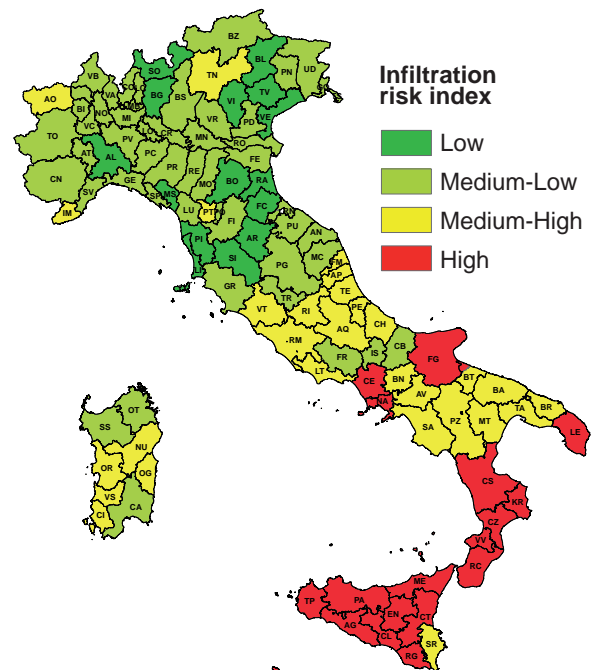 Infiltration
risk index
Low
Medium-Low
Medium-High
High
BZ
SO
BL
TN
PN
UD
VB
AO
VA
CO
BG
BS
VI
TV
VE
BI
NO
MI
VR
PD
TO
VC
LO
CR
MN
RO
PV
AT
AL
PC
FE
CN
PR
RE
MO
BO
RA
GE
SV
SP
MS
IM
LU
PT
PO
FI
FC
RN
PU
AN
PI
AR
SI
MC
LI
PG
FM
AP
GR
TR
TE
VT
RI
PE
AQ
CH
RM
FR
IS
CB
FG
LT
CE
BN
BT
BA
NA
AV
SA
PZ
MT
TA
BR
LE
OT
SS
NU
OR
OG
VS
CI
CA
CS
KR
CZ
VV
RC
ME
TP
PA
EN
CT
AG
CL
RG
SR